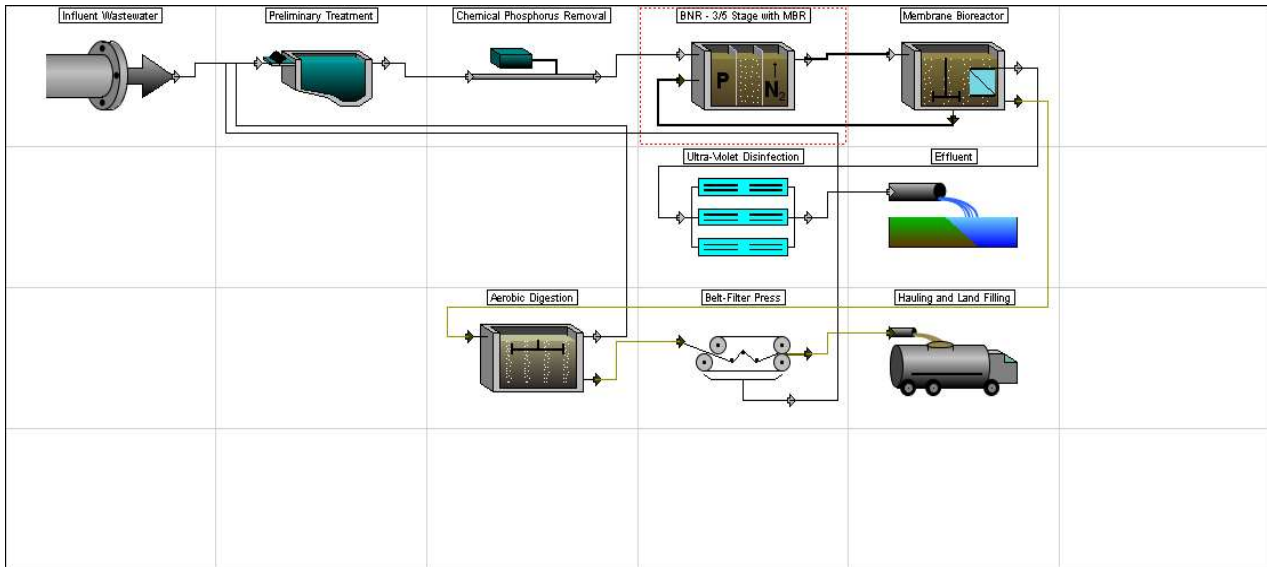 Influent Wastewater
Preliminary Treatment
Chemical Phosphorus Removal
BNR - 3/5 Stage with MBR
Membrane Bioreactor
P
N2
Ultra-Violet Disinfection
Effluent
Aerobic Digestion
Belt-Filter Press
Hauling and Land Filling